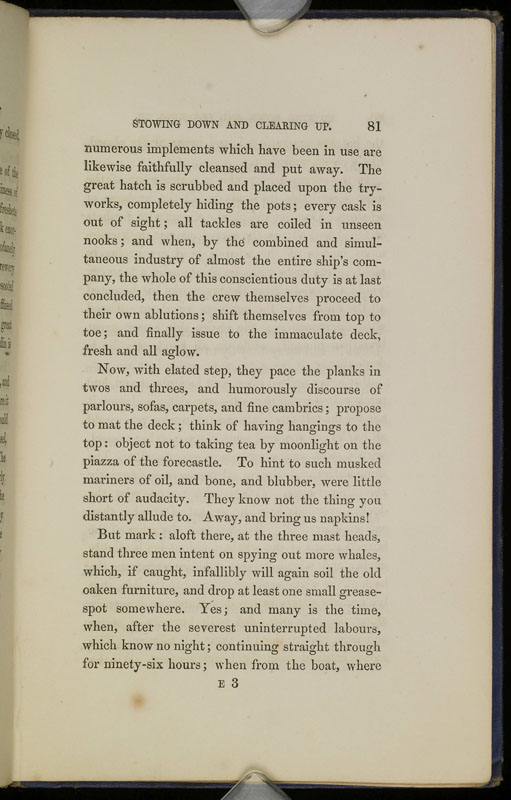 STOWING DOWN AND CLEARING UP. 81
numerous implements which have been in use are
likewise faithfully cleansed and put away. The
great hatch is scrubbed and placed upon the try-
works, completely hiding the pots; every cask is
out of sight; all tackles are coiled in unseen
nooks; and when, by the combined and simul-
taneous industry of almost the entire ship's com-
pany, the whole of this conscientious duty is at last
concluded, then the crew themselves proceed to
their own ablutions; shift themselves from top to
toe; and finally issue to the immaculate deck,
fresh and all aglow.
Now, with elated step, they pace the planks in
twos and threes, and humorously discourse of
parlours, sofas, carpets, and fine cambrics; propose
to mat the deck; think of having hangings to the
top: object not to taking tea by moonlight on the
piazza of the forecastle. To hint to such musked
mariners of oil, and bone, and blubber, were little
short of audacity. They know not the thing you
distantly allude to. Away, and bring us napkins!
But mark: aloft there, at the three mast heads,
stand three men intent on spying out more whales,
which, if caught, infallibly will again soil the old
oaken furniture, and drop at least one small grease-
spot somewhere. Yes; and many is the time,
when, after the severest uninterrupted labours,
which know no night; continuing straight through
for ninety-six hours; when from the boat, where
E 3